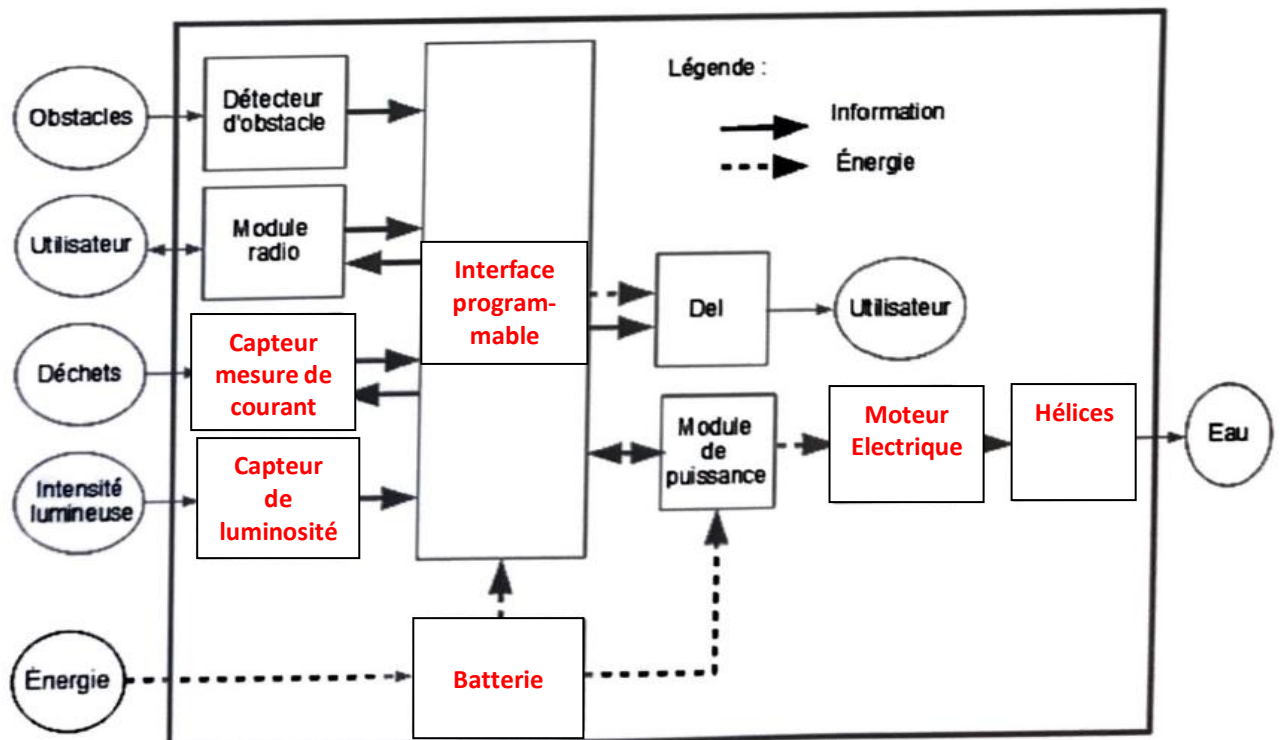 Légende :
Information
Énergie
Obstacles
Détecteur
d'obstacle
Utilisateur
Module
radio
Interface
program-
mable
Del
Utilisateur
Déchets
Capteur
mesure de
courant
Module
de
puissance
Moteur
Electrique
Hélices
Eau
Intensité
lumineuse
Capteur
de
luminosité
Énergie
Batterie